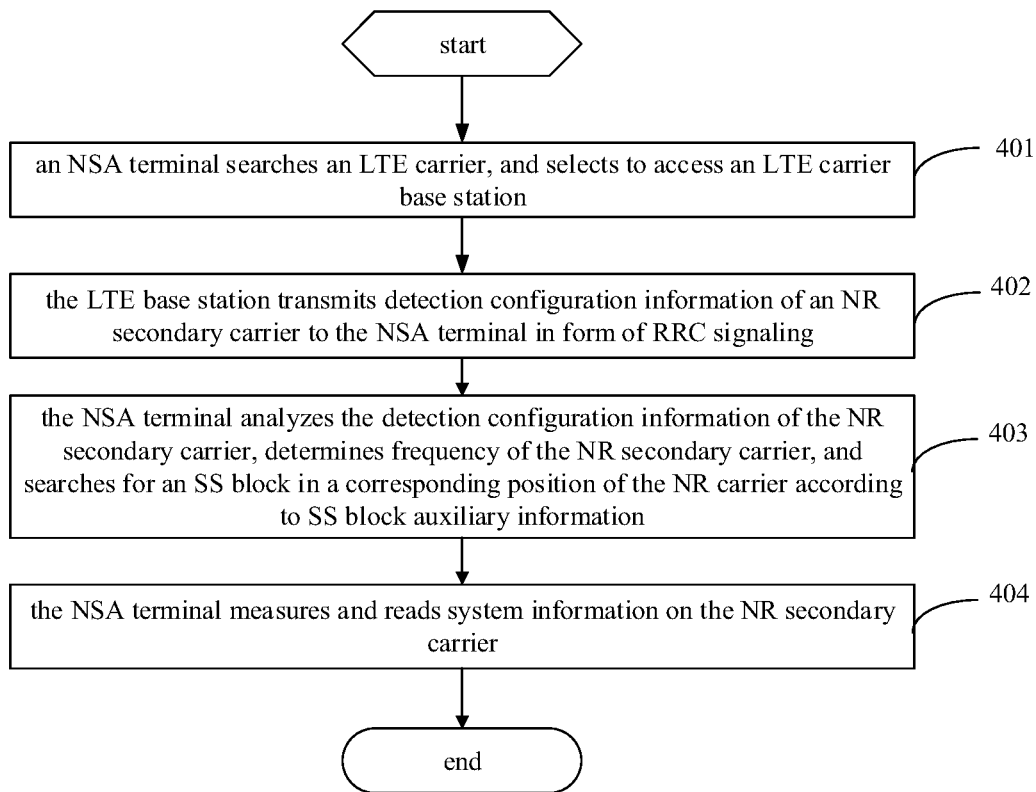 start
an NSA terminal searches an LTE carrier, and selects to access an LTE carrier
base station
401
the LTE base station transmits detection configuration information of an NR
secondary carrier to the NSA terminal in form of RRC signaling
402
the NSA terminal analyzes the detection configuration information of the NR
secondary carrier, determines frequency of the NR secondary carrier, and
searches for an SS block in a corresponding position of the NR carrier according
to SS block auxiliary information
403
the NSA terminal measures and reads system information on the NR secondary
carrier
404
end